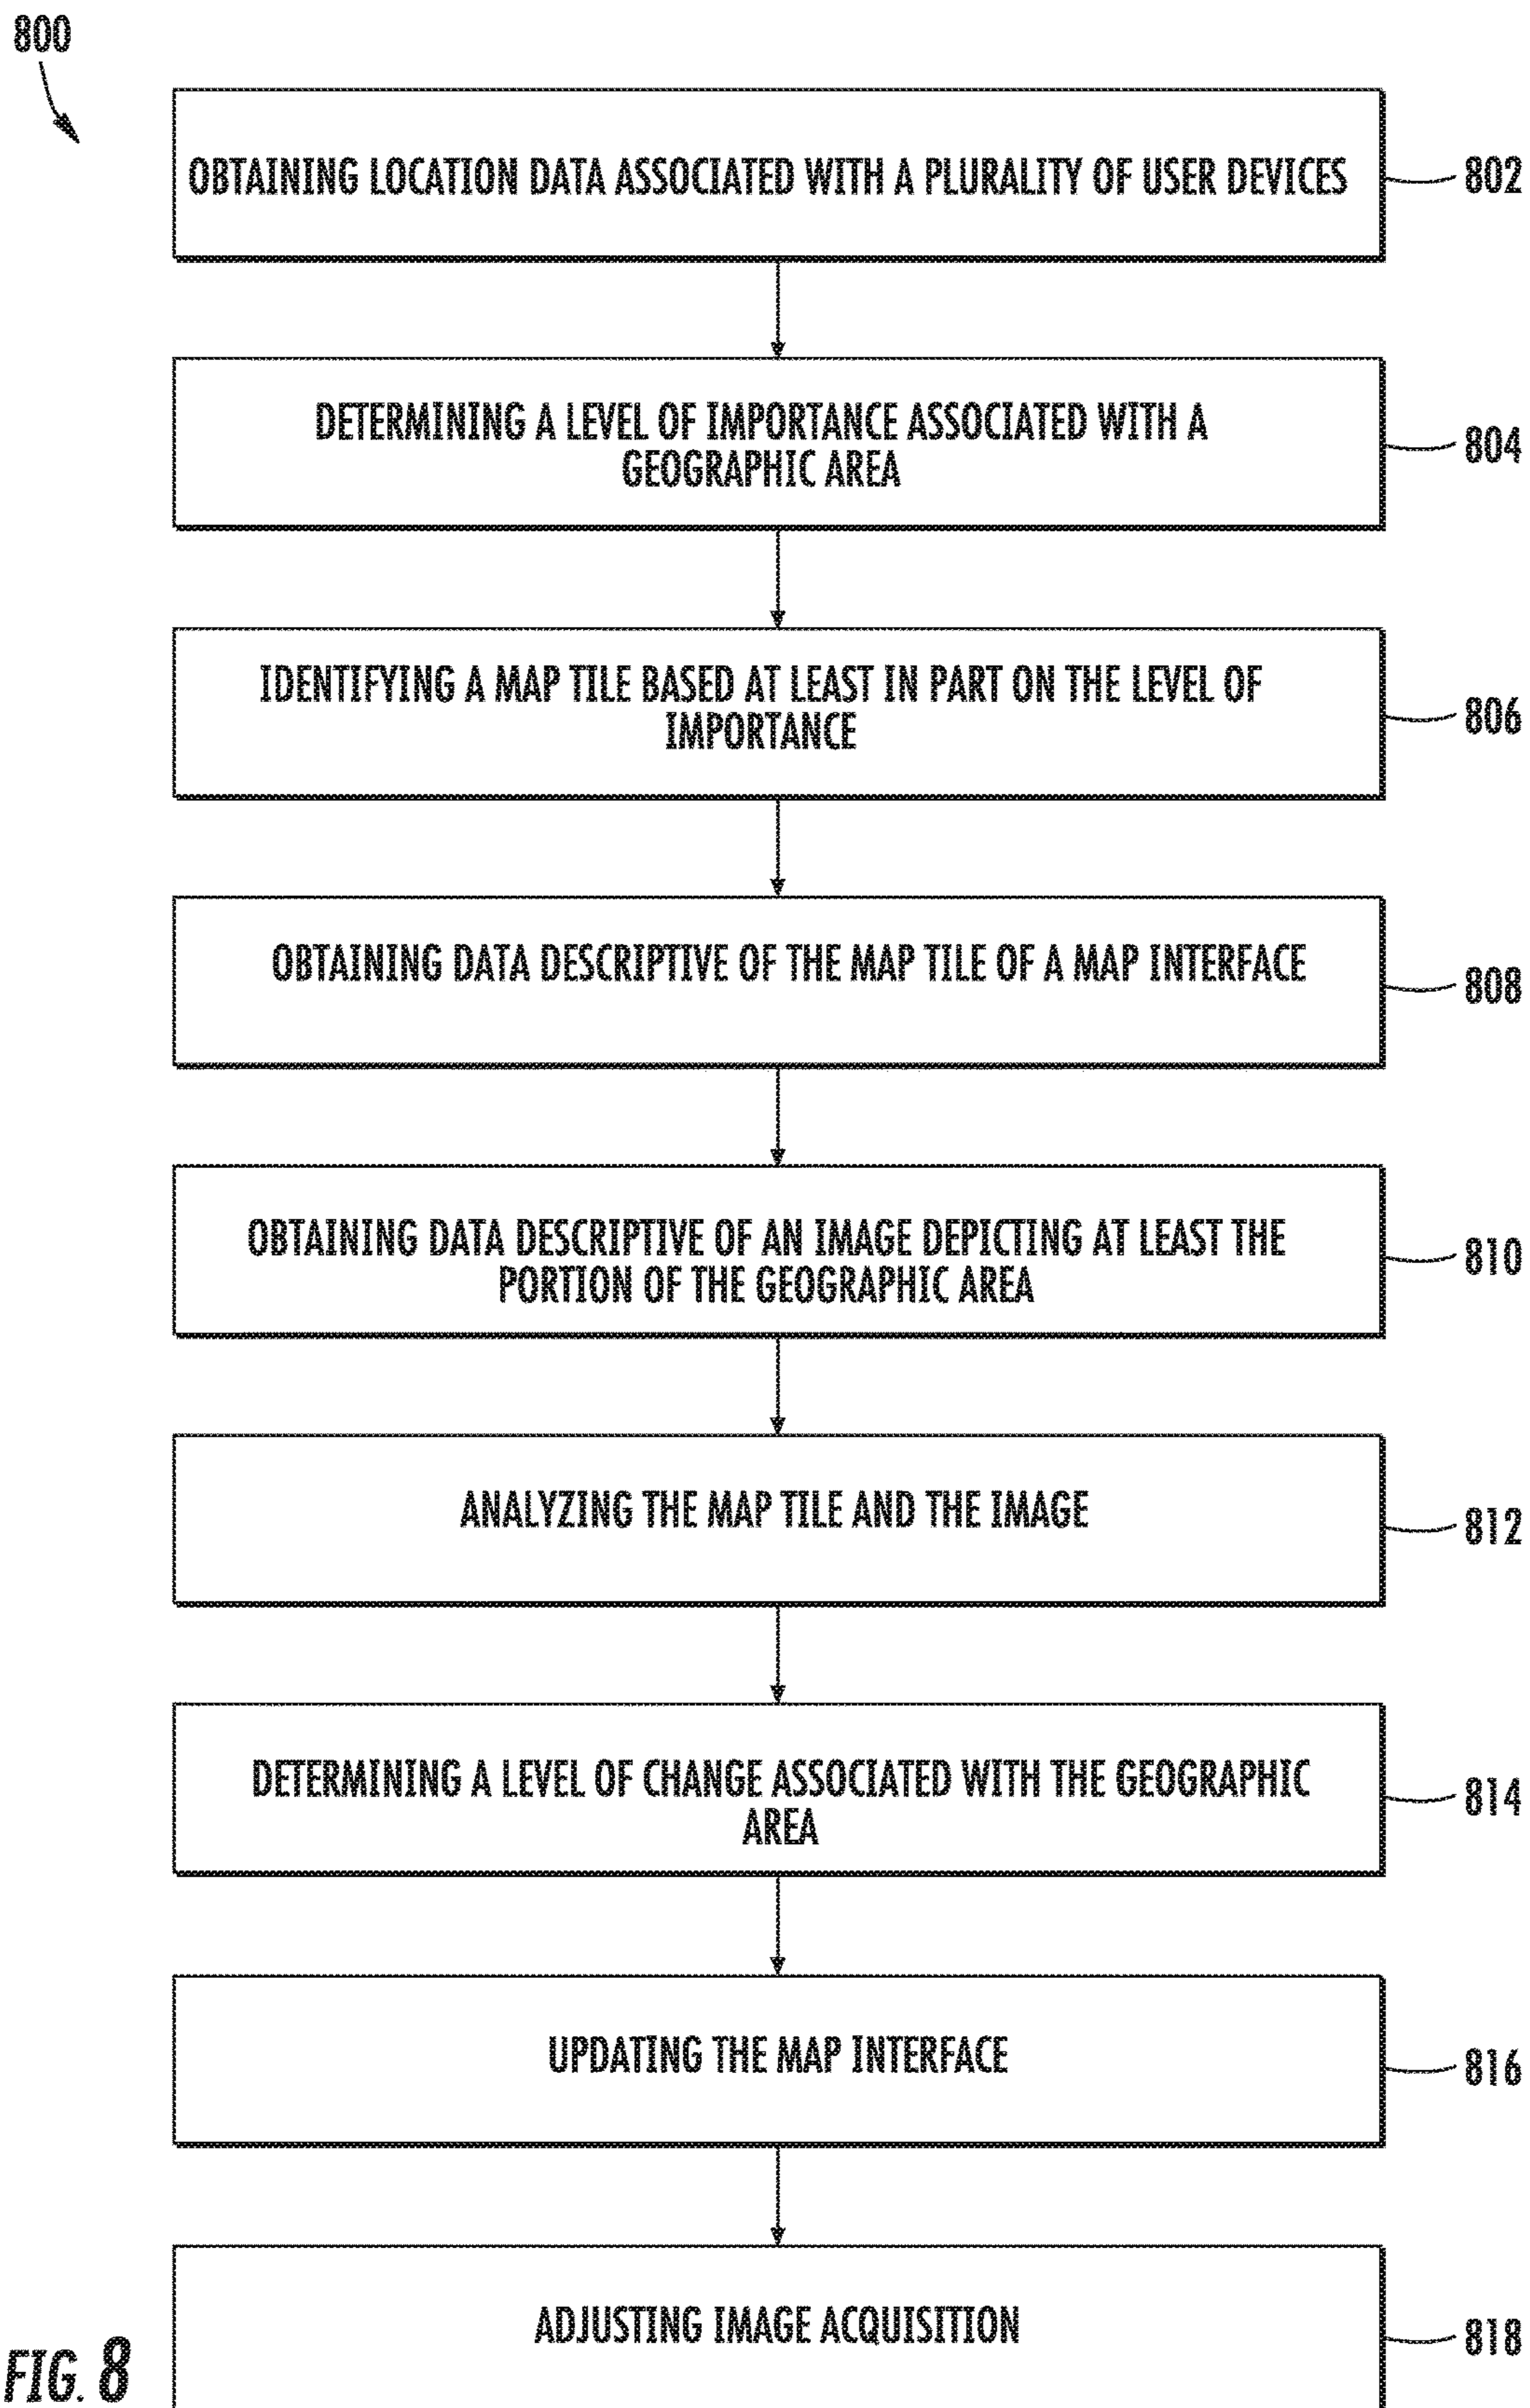 800
OBTAINING LOCATION DATA ASSOCIATED WITH A PLURALITY OF USER DEVICES
802
DETERMINING A LEVEL OF IMPORTANCE ASSOCIATED WITH A
GEOGRAPHIC AREA
804
IDENTIFYING A MAP TILE BASED AT LEAST IN PART ON THE LEVEL OF
IMPORTANCE
806
OBTAINING DATA DESCRIPTIVE OF THE MAP TILE OF A MAP INTERFACE
808
OBTAINING DATA DESCRIPTIVE OF AN IMAGE DEPICTING AT LEAST THE
PORTION OF THE GEOGRAPHIC AREA
810
ANALYZING THE MAP TILE AND THE IMAGE
812
DETERMINING A LEVEL OF CHANGE ASSOCIATED WITH THE GEOGRAPHIC
AREA
814
UPDATING THE MAP INTERFACE
816
ADJUSTING IMAGE ACQUISITION
818
FIG. 8